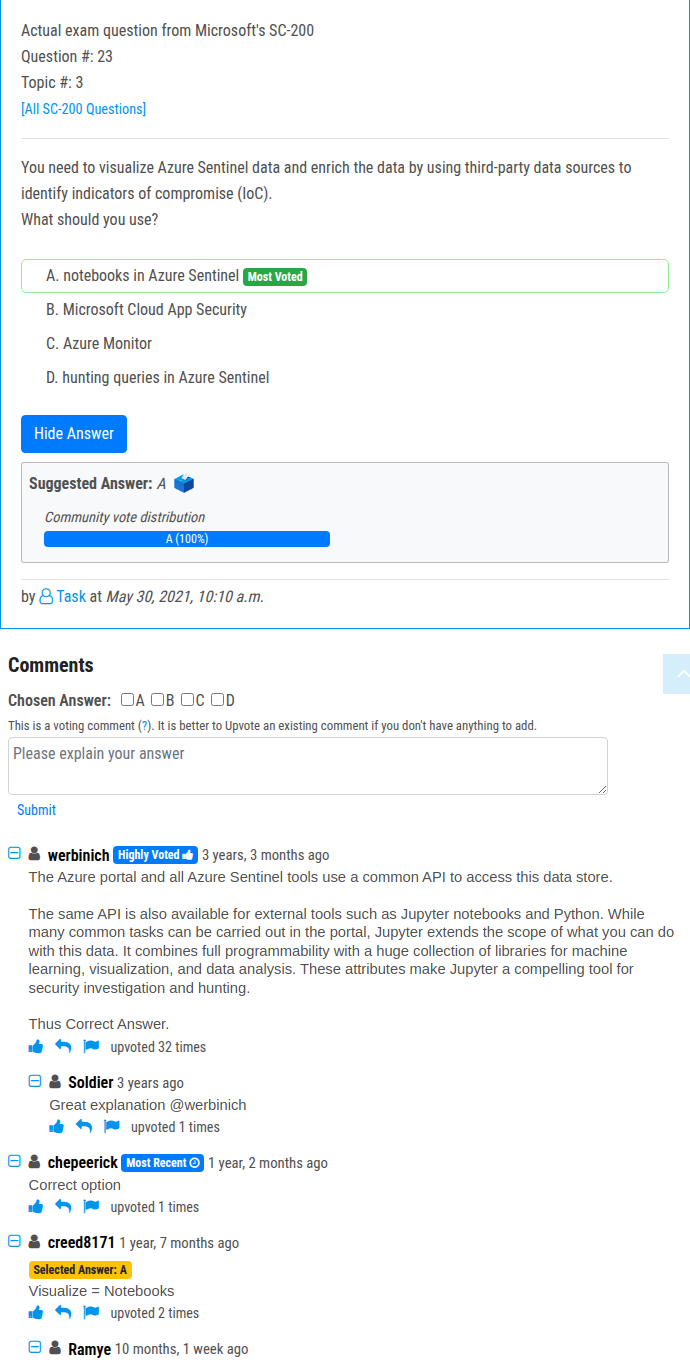 Actual exam question from Microsoft's SC-200
Question #: 23
Topic #: 3
[All SC-200 Questions]
You need to visualize Azure Sentinel data and enrich the data by using third-party data sources to
identify indicators of compromise (IoC).
What should you use?
A. notebooks in Azure Sentinel Most Voted
B. Microsoft Cloud App Security
C. Azure Monitor
D. hunting queries in Azure Sentinel
Hide Answer
Suggested Answer: A
Community vote distribution
A (100%)
by Task at May 30, 2021, 10:10 a.m.
Comments
Chosen Answer: A B C D
This is a voting comment (?). It is better to Upvote an existing comment if you don't have anything to add.
Please explain your answer
Submit
werbinich Highly Voted 3 years, 3 months ago
The Azure portal and all Azure Sentinel tools use a common API to access this data store.
The same API is also available for external tools such as Jupyter notebooks and Python. While
many common tasks can be carried out in the portal, Jupyter extends the scope of what you can do
with this data. It combines full programmability with a huge collection of libraries for machine
learning, visualization, and data analysis. These attributes make Jupyter a compelling tool for
security investigation and hunting.
Thus Correct Answer.
upvoted 32 times
Soldier 3 years ago
Great explanation @werbinich
upvoted 1 times
chepeerick Most Recent 1 year, 2 months ago
Correct option
upvoted 1 times
creed8171 1 year, 7 months ago
Selected Answer: A
Visualize = Notebooks
upvoted 2 times
Ramye 10 months, 1 week ago